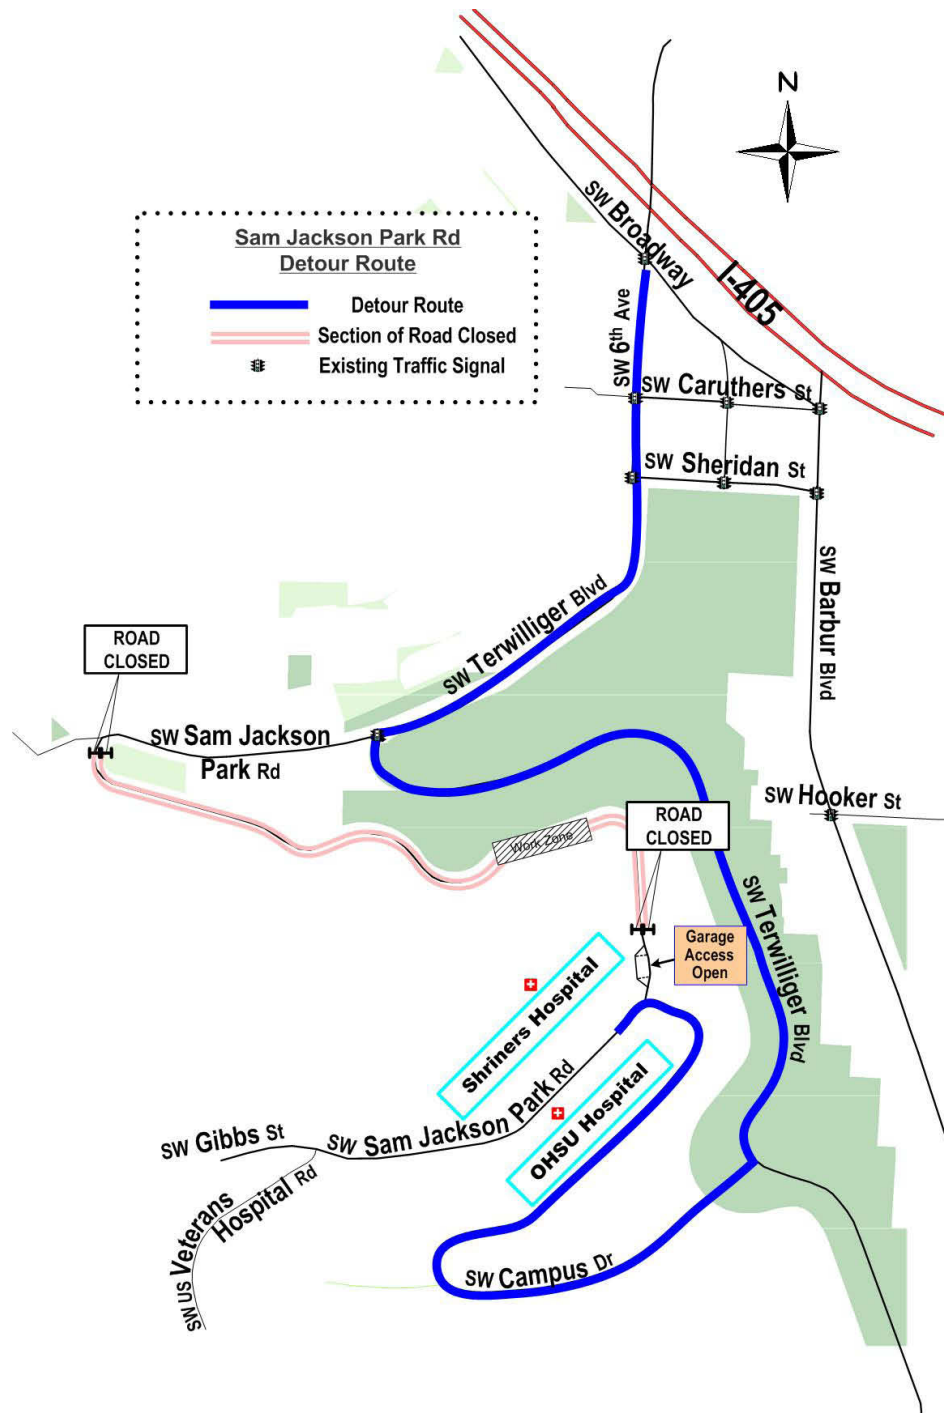 N
SW Broadway
I-405
Sam Jackson Park Rd
Detour Route
Detour Route
Section of Road Closed
Existing Traffic Signal
SW 6th Ave
SW Caruthers St
SW Sheridan St
SW Barbur Blvd
SW Terwilliger Blvd
ROAD
CLOSED
SW Sam Jackson
Park Rd
SW Hooker St
ROAD
CLOSED
Work Zone
SW Terwilliger Blvd
Garage
Access
Open
Shriners Hospital
OHSU Hospital
SW Sam Jackson Park Rd
SW Gibbs St
SW US Veterans
Hospital Rd
SW Campus Dr